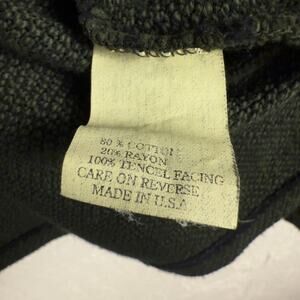 80% COTTON
20% RAYON
100% TENCEL FACING
CARE ON REVERSE
MADE IN U.S.A